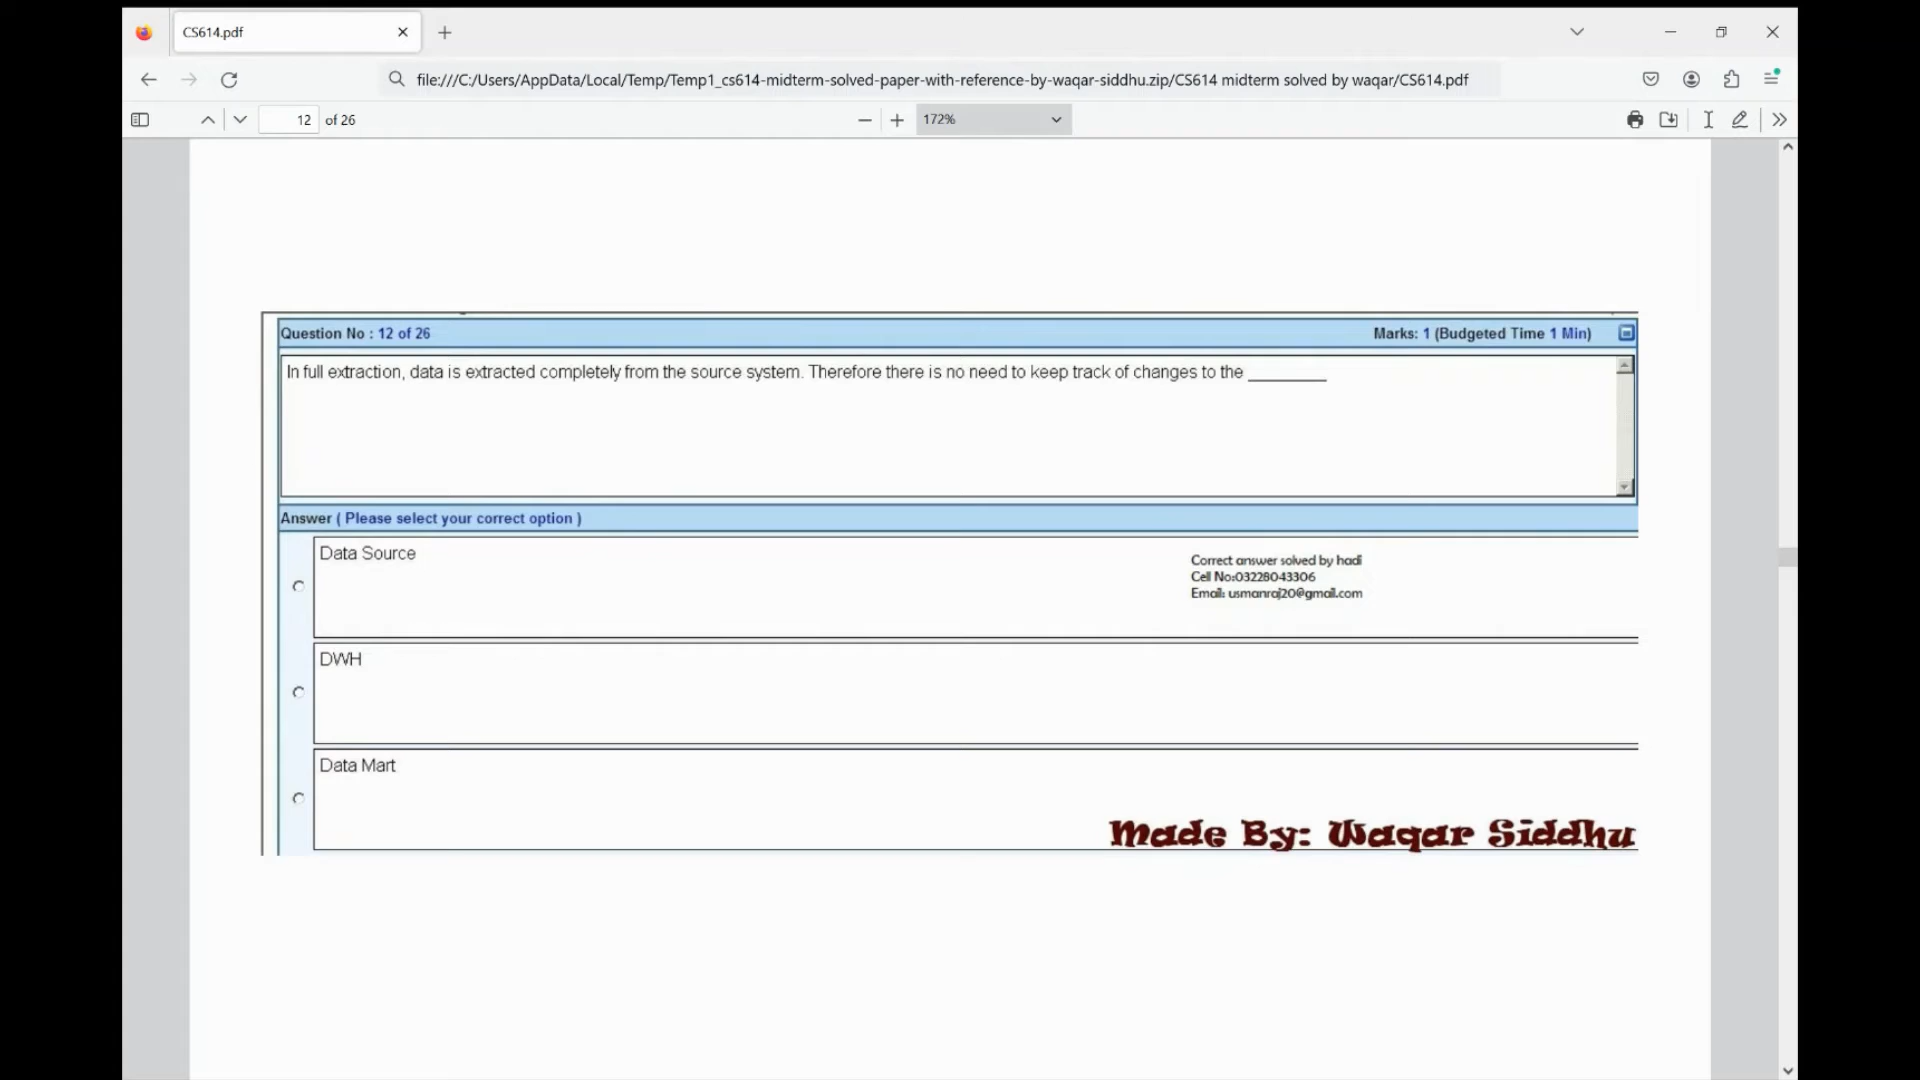 CS614.pdf
file:///C:/Users/AppData/Local/Temp/Temp1_cs614-midterm-solved-paper-with-reference-by-waqar-siddhu.zip/CS614 midterm solved by waqar/CS614.pdf
12 of 26
172%
Question No : 12 of 26 Marks: 1 (Budgeted Time 1 Min)
In full extraction, data is extracted completely from the source system. Therefore there is no need to keep track of changes to the _________
Answer ( Please select your correct option )
Data Source
Correct answer solved by hadi
Cell No:03228043306
Email: usmanraj20@gmail.com
DWH
Data Mart
Made By: Waqar Siddhu